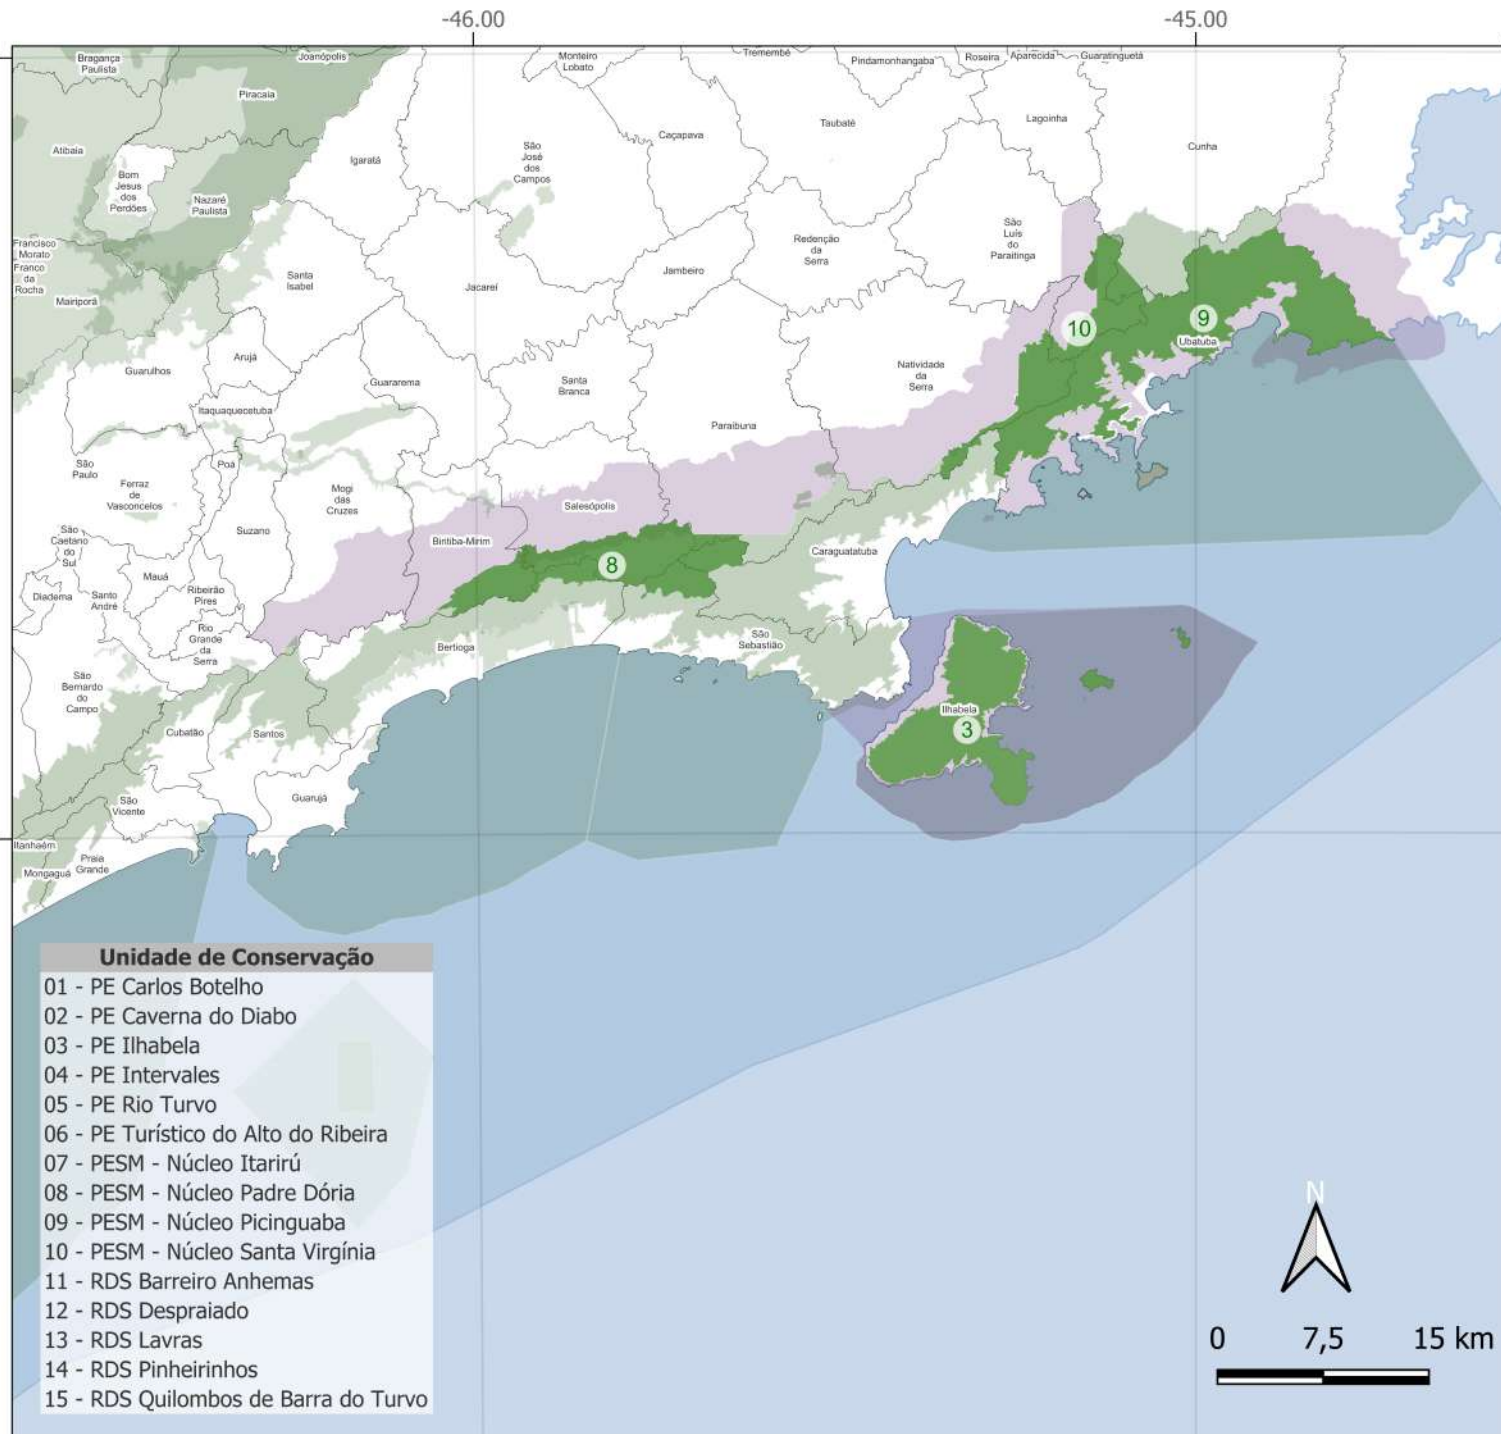 -46.00
-45.00
Bragança
Paulista
Joanópolis
Monteiro
Lobato
Tremembé
Pindamonhangaba
Roseira
Aparecida
Guaratinguetá
Piracaia
Atibaia
Igaratá
São
José
dos
Campos
Caçapava
Taubaté
Lagoinha
Cunha
Bom
Jesus
dos
Perdões
Nazaré
Paulista
Francisco
Morato
Franco
da
Rocha
Mairiporã
Santa
Isabel
Jacareí
Jambeiro
Redenção
da
Serra
São
Luís
do
Paraitinga
10
9
Ubatuba
Guarulhos
Arujá
Guararema
Santa
Branca
Natividade
da
Serra
Itaquaquecetuba
Paraibuna
São
Paulo
Poá
Ferraz
de
Vasconcelos
Mogi
das
Cruzes
Suzano
Salesópolis
Biritiba-Mirim
8
Caraguatatuba
São
Caetano
do
Sul
Mauá
Diadema
Santo
André
Ribeirão
Pires
Rio
Grande
da
Serra
Bertioga
São
Sebastião
São
Bernardo
do
Campo
Ilhabela
3
Cubatão
Santos
São
Vicente
Guarujá
Itanhaém
Mongaguá
Praia
Grande
Unidade de Conservação
01 - PE Carlos Botelho
02 - PE Caverna do Diabo
03 - PE Ilhabela
04 - PE Intervales
05 - PE Rio Turvo
06 - PE Turístico do Alto do Ribeira
07 - PESM - Núcleo Itarirú
08 - PESM - Núcleo Padre Dória
09 - PESM - Núcleo Picinguaba
10 - PESM - Núcleo Santa Virgínia
11 - RDS Barreiro Anhemas
12 - RDS Despraiado
13 - RDS Lavras
14 - RDS Pinheirinhos
15 - RDS Quilombos de Barra do Turvo
N
0 7,5 15 km